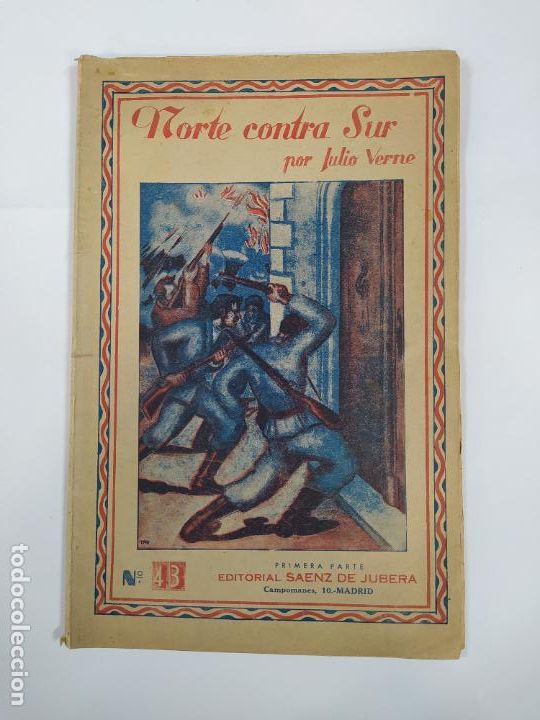 Norte contra Sur
por Julio Verne
Nº. 43
PRIMERA PARTE
EDITORIAL SAENZ DE JUBERA
Campomanes, 10.-MADRID
todocoleccion